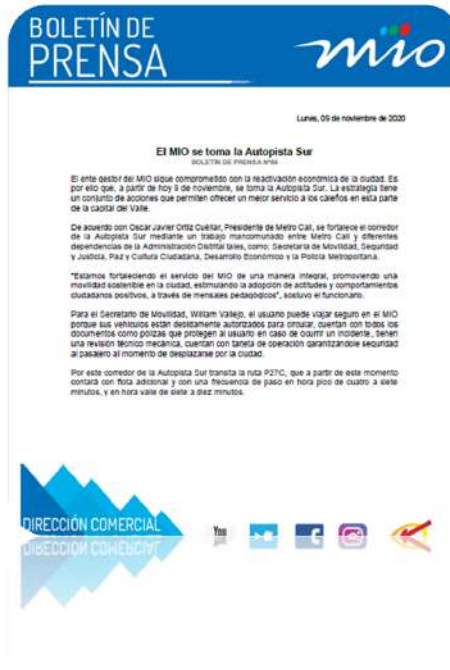 BOLETÍN DE
PRENSA
mio
Lunes, 09 de noviembre de 2020
El MIO se toma la Autopista Sur
BOLETÍN DE PRENSA Nº84
El ente gestor del MIO sigue comprometido con la reactivación económica de la ciudad. Es
por ello que, a partir de hoy 9 de noviembre, se toma la Autopista Sur. La estrategia tiene
un conjunto de acciones que permiten ofrecer un mejor servicio a los caleños en esta parte
de la capital del Valle.
De acuerdo con Oscar Javier Ortiz Cuéllar, Presidente de Metro Cali, se fortalece el corredor
de la Autopista Sur mediante un trabajo mancomunado entre Metro Cali y diferentes
dependencias de la Administración Distrital tales, como: Secretaría de Movilidad, Seguridad
y Justicia, Paz y Cultura Ciudadana, Desarrollo Económico y la Policía Metropolitana.
"Estamos fortaleciendo el servicio del MIO de una manera integral, promoviendo una
movilidad sostenible en la ciudad, estimulando la adopción de actitudes y comportamientos
ciudadanos positivos, a través de mensajes pedagógicos", sostuvo el funcionario.
Para el Secretario de Movilidad, William Vallejo, el usuario puede viajar seguro en el MIO
porque sus vehículos están debidamente autorizados para circular, cuentan con todos los
documentos como pólizas que protegen al usuario en caso de ocurrir un incidente, tienen
una revisión técnico mecánica, cuentan con tarjeta de operación garantizándole seguridad
al pasajero al momento de desplazarse por la ciudad.
Por este corredor de la Autopista Sur transita la ruta P27C, que a partir de este momento
contará con flota adicional y con una frecuencia de paso en hora pico de cuatro a siete
minutos, y en hora valle de siete a diez minutos.
DIRECCIÓN COMERCIAL
You